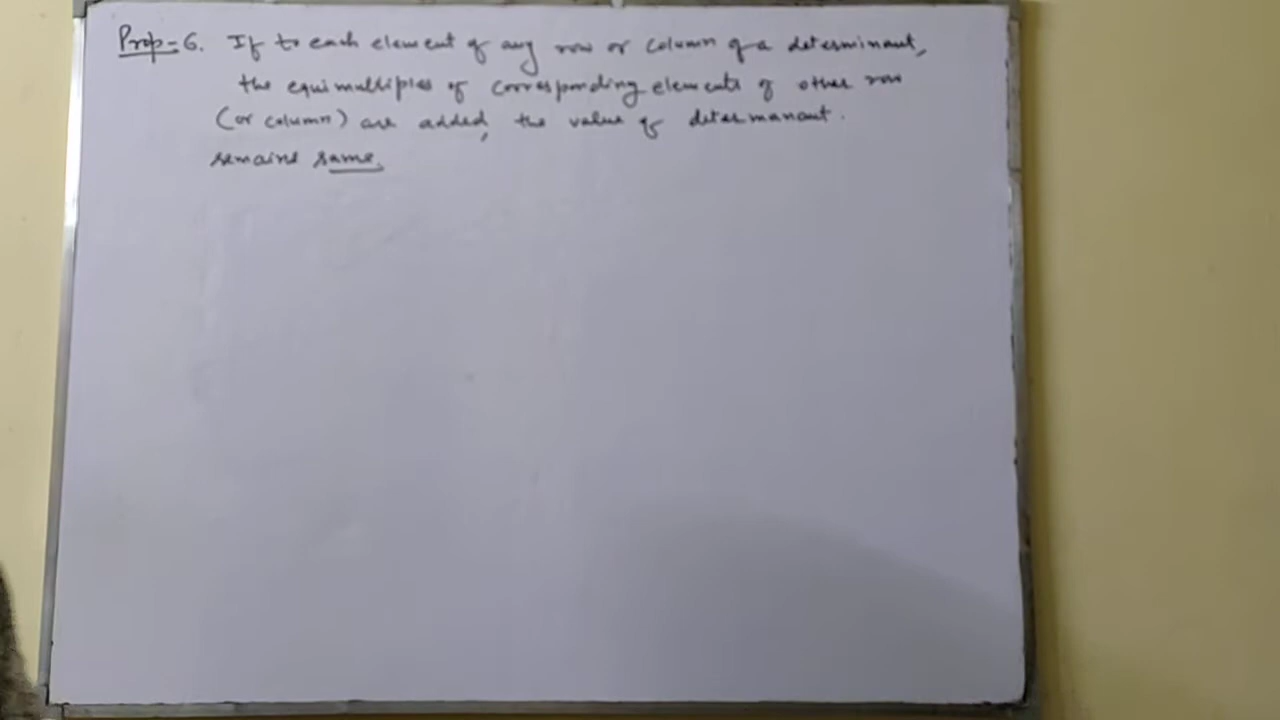 Prop-6. If to each element of any row or column of a determinant,
the equimultiples of corresponding elements of other row
(or column) are added, the value of determanant.
remains same.